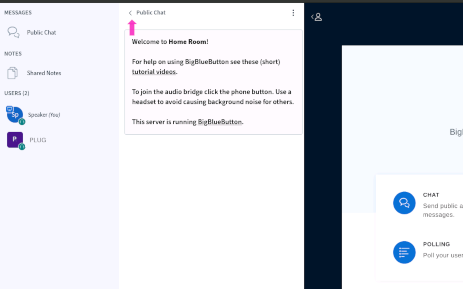 MESSAGES
Public Chat
NOTES
Shared Notes
USERS (2)
Sp
Speaker (You)
P
PLUG
Public Chat
Welcome to Home Room!
For help on using BigBlueButton see these (short)
tutorial videos.
To join the audio bridge click the phone button. Use a
headset to avoid causing background noise for others.
This server is running BigBlueButton.
Bigl
CHAT
Send public a
messages.
POLLING
Poll your user